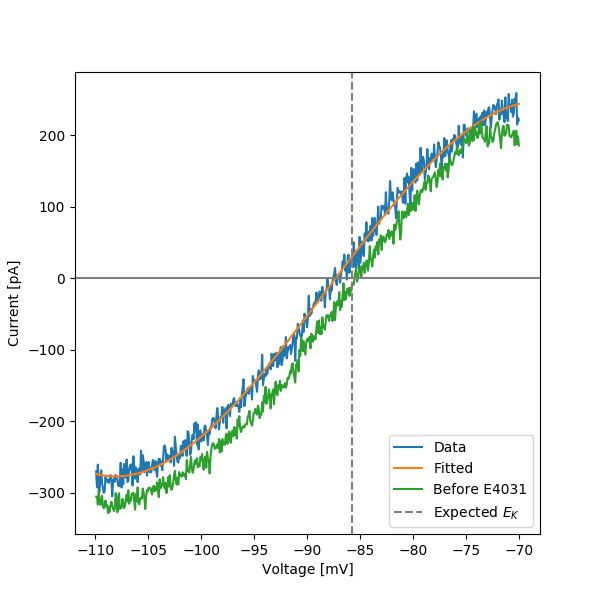 Current [pA]
200
100
0
−100
−200
−300
−110 −105 −100 −95 −90 −85 −80 −75 −70
Voltage [mV]
Data
Fitted
Before E4031
Expected $E_K$